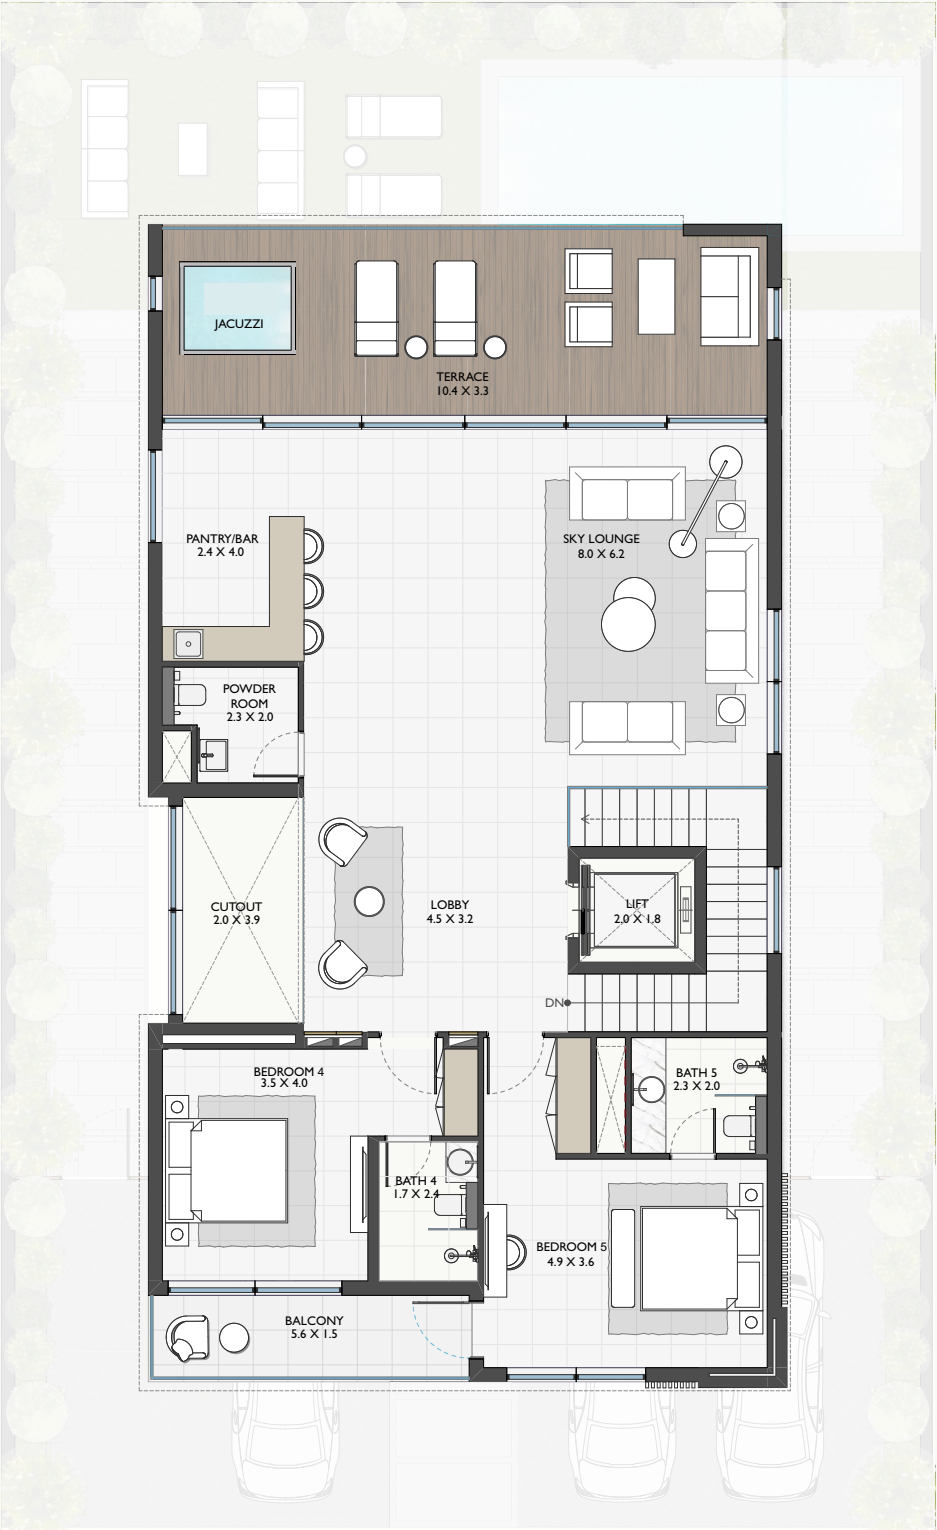 JACUZZI
TERRACE
10.4 X 3.3
PANTRY/BAR
2.4 X 4.0
SKY LOUNGE
8.0 X 6.2
POWDER
ROOM
2.3 X 2.0
CUTOUT
2.0 X 3.9
LOBBY
4.5 X 3.2
LIFT
2.0 X 1.8
DN
BEDROOM 4
3.5 X 4.0
BATH 5
2.3 X 2.0
BATH 4
1.7 X 2.4
BEDROOM 5
4.9 X 3.6
BALCONY
5.6 X 1.5